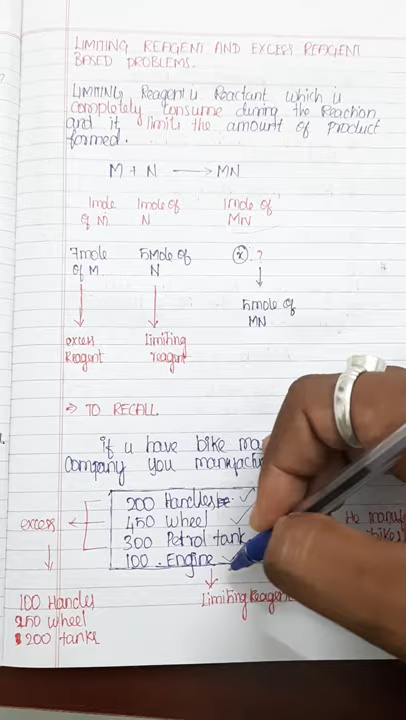 LIMITING REAGENT AND EXCESS REAGENT
BASED PROBLEMS.
LIMITING Reagent is Reactant which is
completely consume during the Reaction
and it limits the amount of product
formed.
M + N → MN
1mole 1mole of 1mole of
of M N MN
7mole 5Mole of (x).?
of M N
5mole of
MN
excess limiting
Reagent reagent
⇒ TO RECALL.
if u have bike
Company you
200 Handles
450 wheel
excess
300 Petrol tank
100. Engine
Limiting Reagent
100 Handles
250 wheel
200 tanks